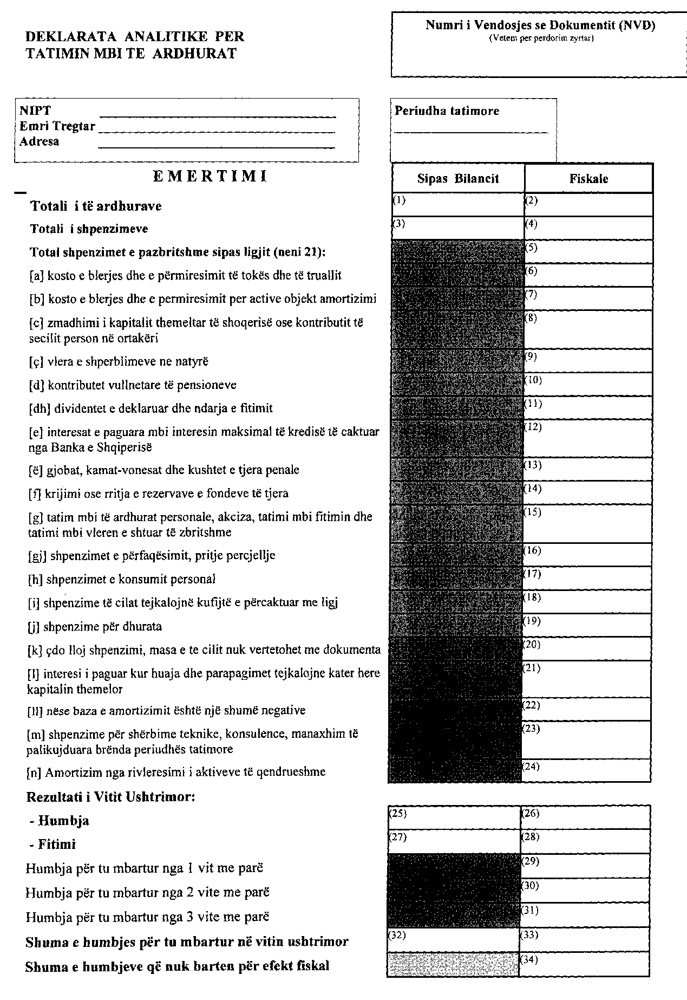 DEKLARATA ANALITIKE PER
TATIMIN MBI TE ARDHURAT
Numri i Vendosjes se Dokumentit (NVD)
(Vetem per perdorim zyrtar)
NIPT
Emri Tregtar
Adresa
Periudha tatimore
EMERTIMI
Sipas Bilancit Fiskale
Totali i të ardhurave (1) (2)
Totali i shpenzimeve (3) (4)
Total shpenzimet e pazbritshme sipas ligjit (neni 21): (5)
[a] kosto e blerjes dhe e përmiresimit të tokës dhe të truallit (6)
[b] kosto e blerjes dhe e permiresimit per active objekt amortizimi (7)
[c] zmadhimi i kapitalit themeltar të shoqerisë ose kontributit të (8)
secilit person në ortakëri
[ç] vlera e shperblimeve ne natyrë (9)
[d] kontributet vullnetare të pensioneve (10)
[dh] dividentet e deklaruar dhe ndarja e fitimit (11)
[e] interesat e paguara mbi interesin maksimal të kredisë të caktuar (12)
nga Banka e Shqiperisë
[ë] gjobat, kamat-vonesat dhe kushtet e tjera penale (13)
[f] krijimi ose rritja e rezervave e fondeve të tjera (14)
[g] tatim mbi të ardhurat personale, akciza, tatimi mbi fitimin dhe (15)
tatimi mbi vleren e shtuar të zbritshme
[gj] shpenzimet e përfaqësimit, pritje percjellje (16)
[h] shpenzimet e konsumit personal (17)
[i] shpenzime të cilat tejkalojnë kufijtë e përcaktuar me ligj (18)
[j] shpenzime për dhurata (19)
[k] çdo lloj shpenzimi, masa e te cilit nuk vertetohet me dokumenta (20)
[l] interesi i paguar kur huaja dhe parapagimet tejkalojne kater here (21)
kapitalin themelor
[ll] nëse baza e amortizimit është një shumë negative (22)
[m] shpenzime për shërbime teknike, konsulence, manaxhim të (23)
palikujduara brënda periudhës tatimore
[n] Amortizim nga rivleresimi i aktiveve të qendrueshme (24)
Rezultati i Vitit Ushtrimor:
- Humbja (25) (26)
- Fitimi (27) (28)
Humbja për tu mbartur nga 1 vit me parë (29)
Humbja për tu mbartur nga 2 vite me parë (30)
Humbja për tu mbartur nga 3 vite me parë (31)
Shuma e humbjes për tu mbartur në vitin ushtrimor (32) (33)
Shuma e humbjeve që nuk barten për efekt fiskal (34)